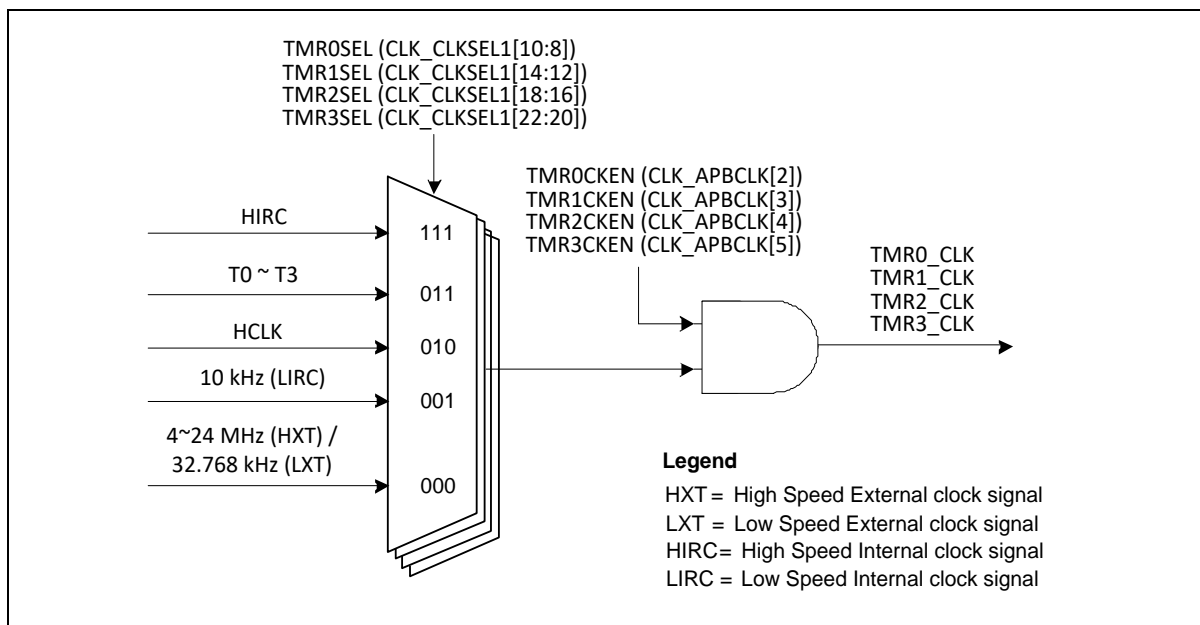 TMR0SEL (CLK_CLKSEL1[10:8])
TMR1SEL (CLK_CLKSEL1[14:12])
TMR2SEL (CLK_CLKSEL1[18:16])
TMR3SEL (CLK_CLKSEL1[22:20])
TMR0CKEN (CLK_APBCLK[2])
TMR1CKEN (CLK_APBCLK[3])
TMR2CKEN (CLK_APBCLK[4])
TMR3CKEN (CLK_APBCLK[5])
HIRC
111
T0 ~ T3
011
HCLK
010
10 kHz (LIRC)
001
4~24 MHz (HXT) /
32.768 kHz (LXT)
000
TMR0_CLK
TMR1_CLK
TMR2_CLK
TMR3_CLK
Legend
HXT = High Speed External clock signal
LXT = Low Speed External clock signal
HIRC= High Speed Internal clock signal
LIRC = Low Speed Internal clock signal